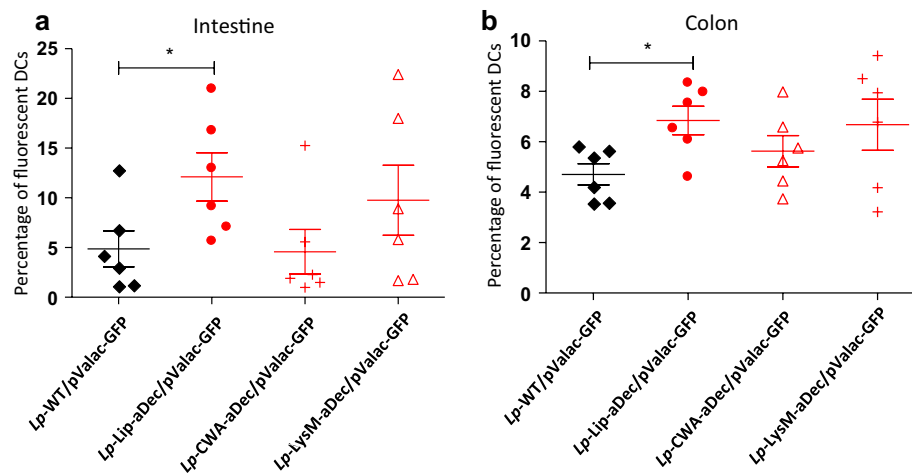 a
Intestine
*
Percentage of fluorescent DCs
25
20
15
10
5
0
Lp-WT/pValac-GFP
Lp-Lip-aDec/pValac-GFP
Lp-CWA-aDec/pValac-GFP
Lp-LysM-aDec/pValac-GFP
b
Colon
*
Percentage of fluorescent DCs
10
8
6
4
2
0
Lp-WT/pValac-GFP
Lp-Lip-aDec/pValac-GFP
Lp-CWA-aDec/pValac-GFP
Lp-LysM-aDec/pValac-GFP